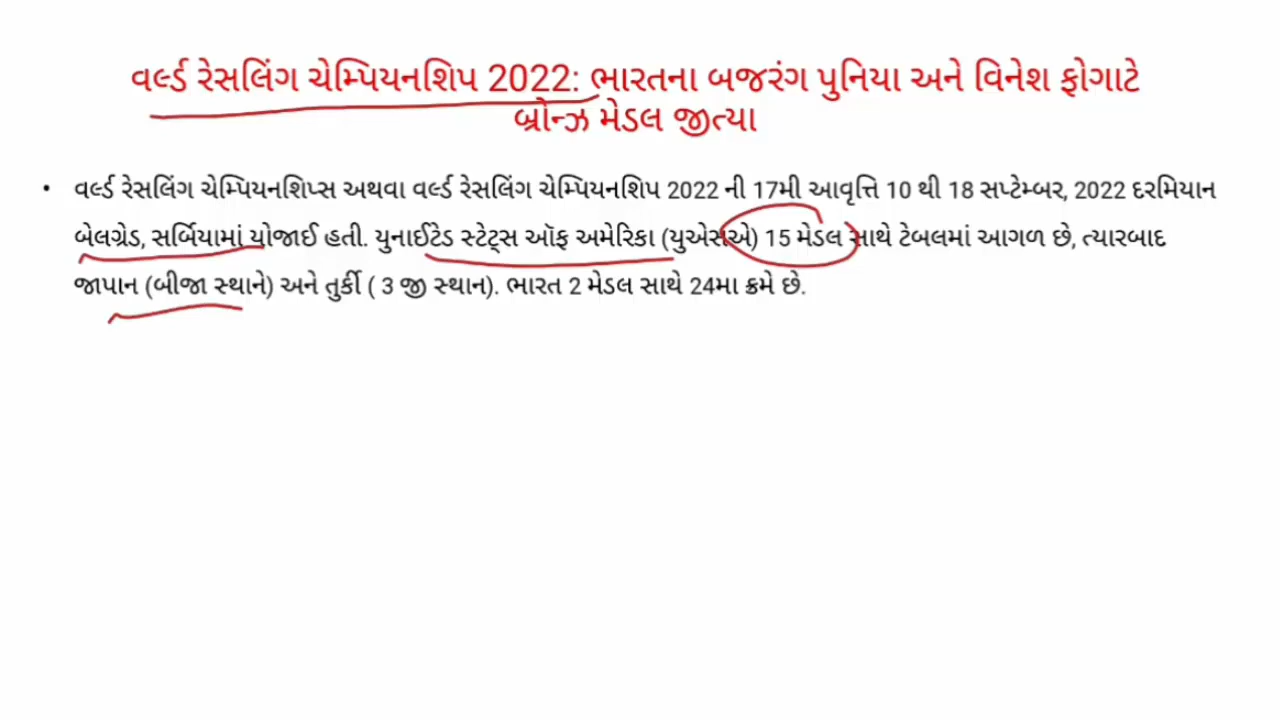 વર્લ્ડ રેસલિંગ ચેમ્પિયનશિપ 2022: ભારતના બજરંગ પુનિયા અને વિનેશ ફોગાટે
બ્રોન્ઝ મેડલ જીત્યા
• વર્લ્ડ રેસલિંગ ચેમ્પિયનશિપ્સ અથવા વર્લ્ડ રેસલિંગ ચેમ્પિયનશિપ 2022 ની 17મી આવૃત્તિ 10 થી 18 સપ્ટેમ્બર, 2022 દરમિયાન
બેલગ્રેડ, સર્બિયામાં યોજાઈ હતી. યુનાઈટેડ સ્ટેટ્સ ઑફ અમેરિકા (યુએસએ) 15 મેડલ સાથે ટેબલમાં આગળ છે, ત્યારબાદ
જાપાન (બીજા સ્થાને) અને તુર્કી ( 3 જી સ્થાન). ભારત 2 મેડલ સાથે 24મા ક્રમે છે.